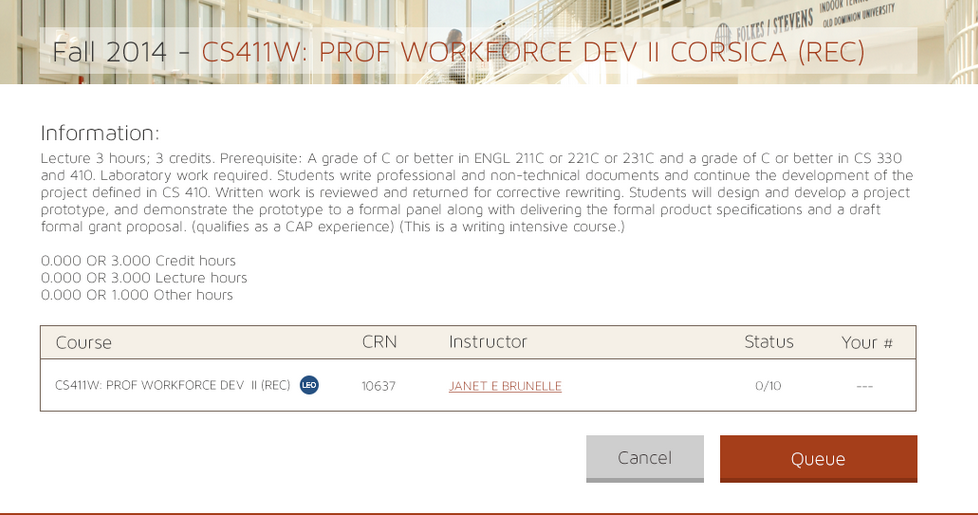 INDOOR TENN
FOLKES / STEVENS
OLD DOMINION UNIVERSITY
Fall 2014 - CS411W: PROF WORKFORCE DEV II CORSICA (REC)
Information:
Lecture 3 hours; 3 credits. Prerequisite: A grade of C or better in ENGL 211C or 221C or 231C and a grade of C or better in CS 330
and 410. Laboratory work required. Students write professional and non-technical documents and continue the development of the
project defined in CS 410. Written work is reviewed and returned for corrective rewriting. Students will design and develop a project
prototype, and demonstrate the prototype to a formal panel along with delivering the formal product specifications and a draft
formal grant proposal. (qualifies as a CAP experience) (This is a writing intensive course.)
0.000 OR 3.000 Credit hours
0.000 OR 3.000 Lecture hours
0.000 OR 1.000 Other hours
Course CRN Instructor Status Your #
CS411W: PROF WORKFORCE DEV II (REC) LEO 10637 JANET E BRUNELLE 0/10 ---
Cancel Queue